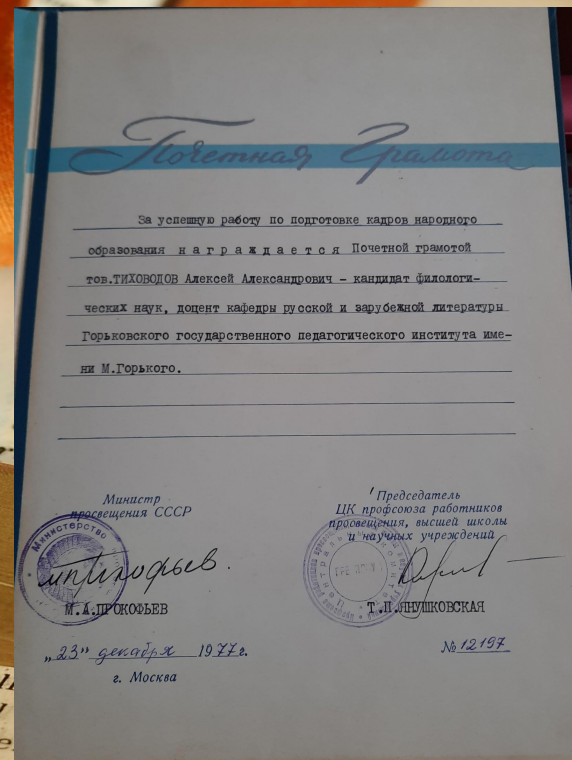 Почетная Грамота
За успешную работу по подготовке кадров народного
образования н а г р а ж д а е т с я Почетной грамотой
тов.ТИХОВОДОВ Алексей Александрович - кандидат филологи-
ческих наук, доцент кафедры русской и зарубежной литературы
Горьковского государственного педагогического института име-
ни М.Горького.
Министр
просвещения СССР
Министерство
М.А.ПРОКОФЬЕВ
„23" декабря 1977г.
г. Москва
Председатель
ЦК профсоюза работников
просвещения, высшей школы
и научных учреждений
Т.П.ЯНУШКОВСКАЯ
№12197